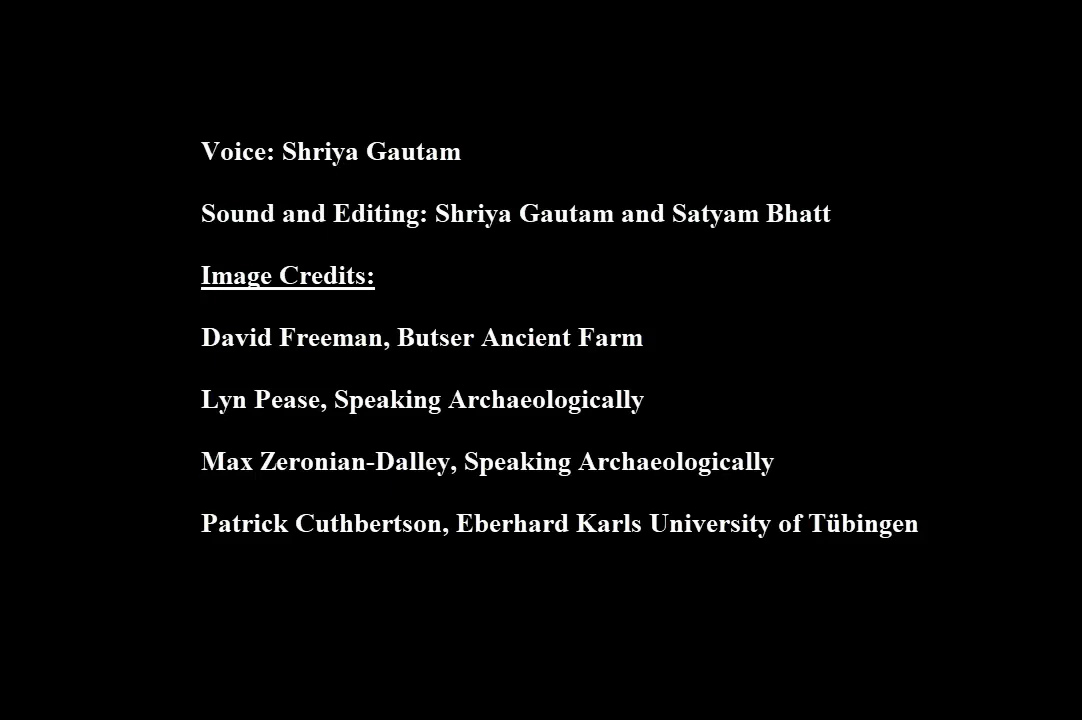 Voice: Shriya Gautam
Sound and Editing: Shriya Gautam and Satyam Bhatt
Image Credits:
David Freeman, Butser Ancient Farm
Lyn Pease, Speaking Archaeologically
Max Zeronian-Dalley, Speaking Archaeologically
Patrick Cuthbertson, Eberhard Karls University of Tübingen